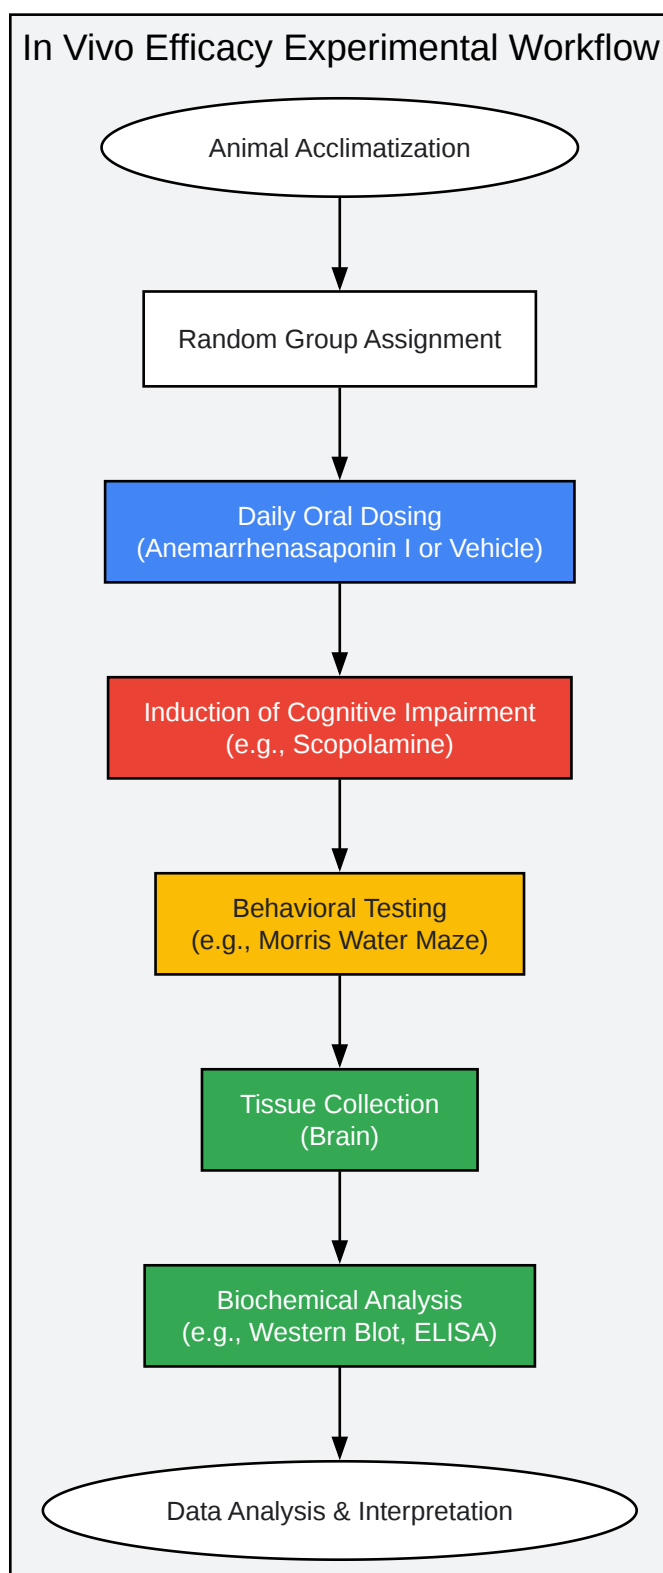 In Vivo Efficacy Experimental Workflow
Animal Acclimatization
Random Group Assignment
Daily Oral Dosing
(Anemarrhenasaponin I or Vehicle)
Induction of Cognitive Impairment
(e.g., Scopolamine)
Behavioral Testing
(e.g., Morris Water Maze)
Tissue Collection
(Brain)
Biochemical Analysis
(e.g., Western Blot, ELISA)
Data Analysis & Interpretation